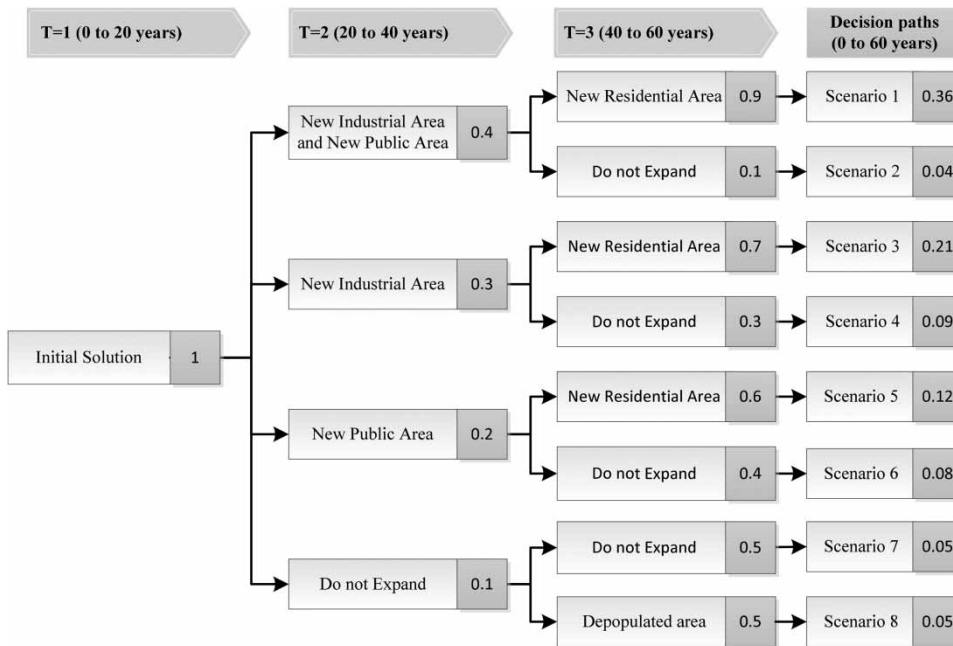 T=1 (0 to 20 years)
T=2 (20 to 40 years)
T=3 (40 to 60 years)
Decision paths
(0 to 60 years)
Initial Solution
1
New Industrial Area
and New Public Area
0.4
New Industrial Area
0.3
New Public Area
0.2
Do not Expand
0.1
New Residential Area
0.9
Do not Expand
0.1
New Residential Area
0.7
Do not Expand
0.3
New Residential Area
0.6
Do not Expand
0.4
Do not Expand
0.5
Depopulated area
0.5
Scenario 1
0.36
Scenario 2
0.04
Scenario 3
0.21
Scenario 4
0.09
Scenario 5
0.12
Scenario 6
0.08
Scenario 7
0.05
Scenario 8
0.05